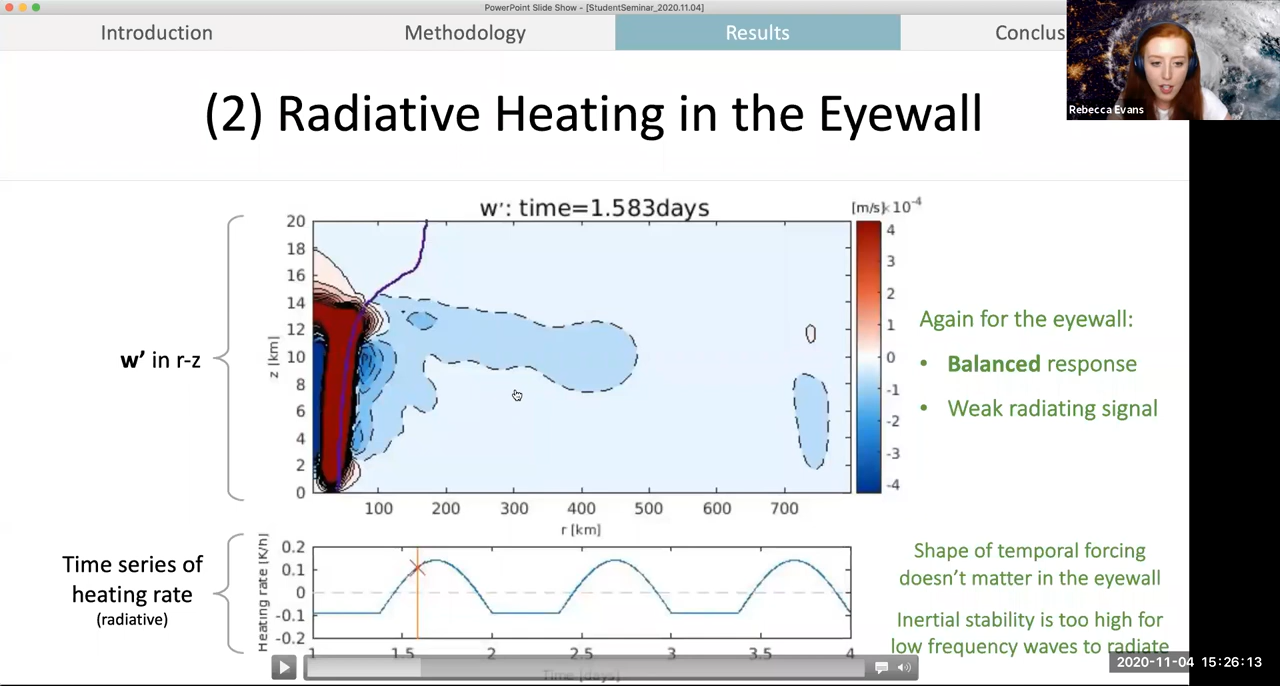 PowerPoint Slide Show - [StudentSeminar_2020.11.04]
Introduction
Methodology
Results
Conclus
Rebecca Evans
(2) Radiative Heating in the Eyewall
w': time=1.583days
[m/s]
×10⁻⁴
20
18
16
14
12
10
8
6
4
2
0
z [km]
100 200 300 400 500 600 700
r [km]
4
3
2
1
0
-1
-2
-3
-4
w’ in r-z
Again for the eyewall:
• Balanced response
• Weak radiating signal
Time series of
heating rate
(radiative)
Heating rate [K/h]
0.2
0.1
0
-0.1
-0.2
1 1.5 2 2.5 3 3.5 4
Time [days]
Shape of temporal forcing
doesn’t matter in the eyewall
Inertial stability is too high for
low frequency waves to radiate
2020-11-04 15:26:13